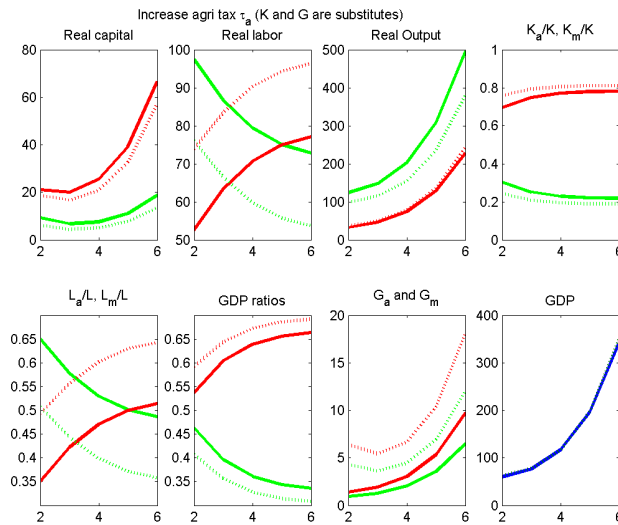 Increase agri tax τa (K and G are substitutes)
Real capital
Real labor
Real Output
Ka/K, Km/K
80
60
40
20
0
2 4 6
100
90
80
70
60
50
2 4 6
500
400
300
200
100
0
2 4 6
1
0.8
0.6
0.4
0.2
0
2 4 6
La/L, Lm/L
GDP ratios
Ga and Gm
GDP
0.65
0.6
0.55
0.5
0.45
0.4
0.35
2 4 6
0.65
0.6
0.55
0.5
0.45
0.4
0.35
2 4 6
20
15
10
5
0
2 4 6
400
300
200
100
0
2 4 6